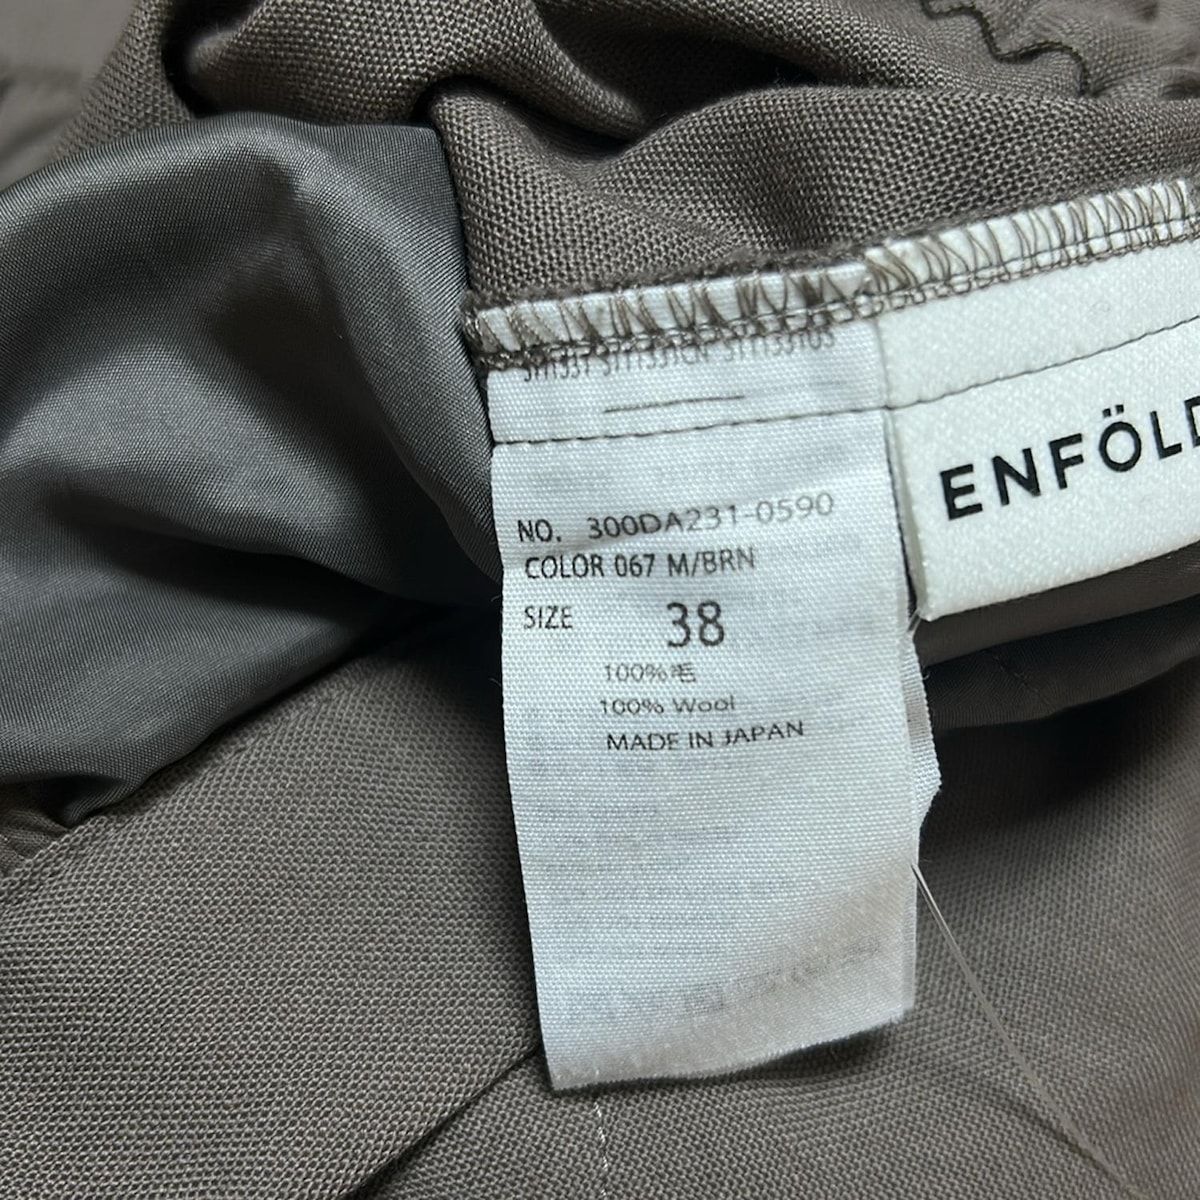 NO. 300DA231-0590
COLOR 067 M/BRN
SIZE 38
100%毛
100% Wool
MADE IN JAPAN
ENFÖLD